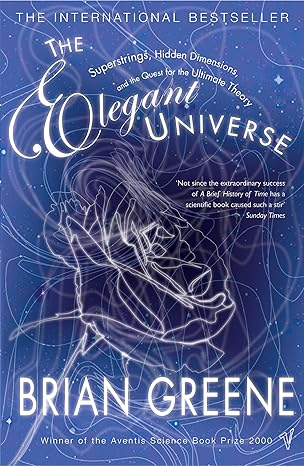 THE INTERNATIONAL BESTSELLER
THE
Superstrings, Hidden Dimensions,
and the Quest for the Ultimate Theory
Elegant
UNIVERSE
'Not since the extraordinary success
of A Brief History of Time has a
scientific book caused such a stir'
Sunday Times
BRIAN GREENE
Winner of the Aventis Science Book Prize 2000